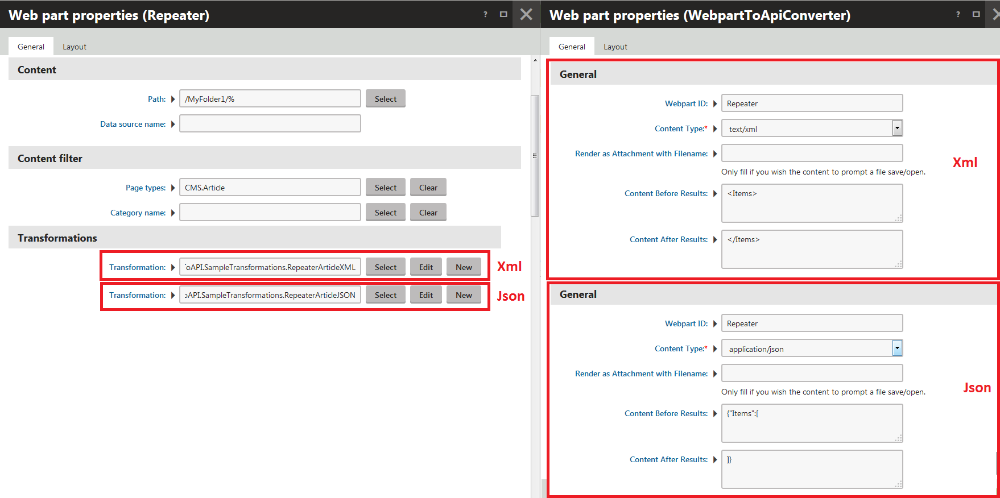 Web part properties (Repeater)
?
General
Layout
Content
Path:
/MyFolder1/%
Select
Data source name:
Content filter
Page types:
CMS.Article
Select
Clear
Category name:
Select
Clear
Transformations
Transformation:
oAPI.SampleTransformations.RepeaterArticleXML
Select
Edit
New
Xml
Transformation:
oAPI.SampleTransformations.RepeaterArticleJSON
Select
Edit
New
Json
Web part properties (WebpartToApiConverter)
?
General
Layout
General
Webpart ID:
Repeater
Content Type:*
text/xml
Render as Attachment with Filename:
Only fill if you wish the content to prompt a file save/open.
Xml
Content Before Results:
<Items>
Content After Results:
</Items>
General
Webpart ID:
Repeater
Content Type:*
application/json
Render as Attachment with Filename:
Only fill if you wish the content to prompt a file save/open.
Json
Content Before Results:
{"Items":[
Content After Results:
]}